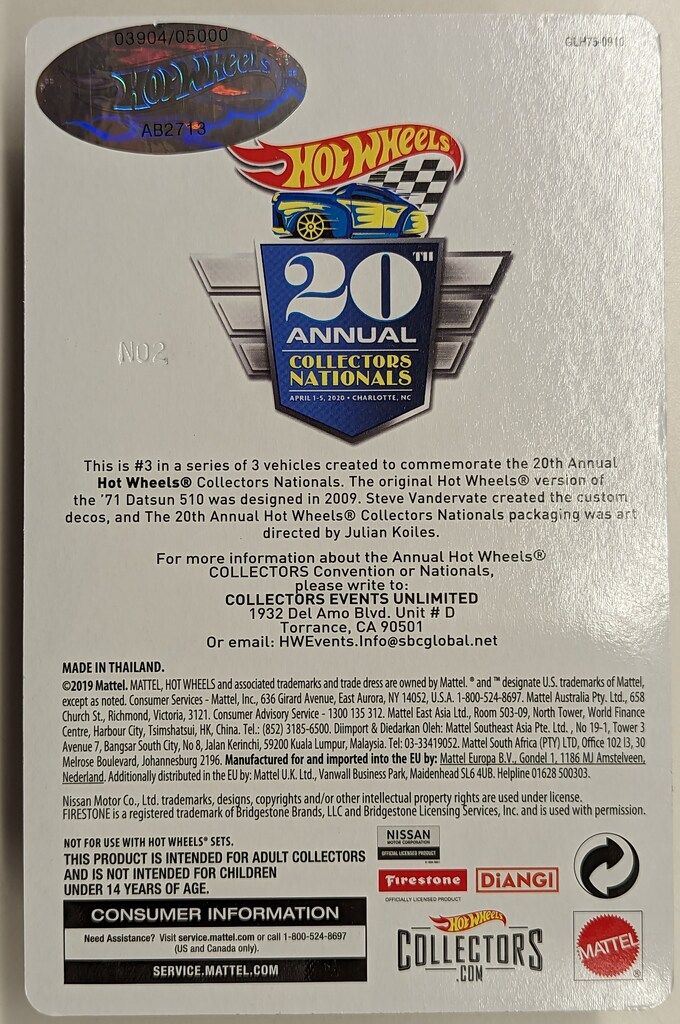 03904/05000
HOT WHEELS
AB2713
GLH75-0910
HOT WHEELS
20TH
ANNUAL
COLLECTORS
NATIONALS
APRIL 1-5, 2020 • CHARLOTTE, NC
N02
This is #3 in a series of 3 vehicles created to commemorate the 20th Annual
Hot Wheels® Collectors Nationals. The original Hot Wheels® version of
the '71 Datsun 510 was designed in 2009. Steve Vandervate created the custom
decos, and The 20th Annual Hot Wheels® Collectors Nationals packaging was art
directed by Julian Koiles.
For more information about the Annual Hot Wheels®
COLLECTORS Convention or Nationals,
please write to:
COLLECTORS EVENTS UNLIMITED
1932 Del Amo Blvd. Unit # D
Torrance, CA 90501
Or email: HWEvents.Info@sbcglobal.net
MADE IN THAILAND.
©2019 Mattel. MATTEL, HOT WHEELS and associated trademarks and trade dress are owned by Mattel. ® and ™ designate U.S. trademarks of Mattel,
except as noted. Consumer Services - Mattel, Inc., 636 Girard Avenue, East Aurora, NY 14052, U.S.A. 1-800-524-8697. Mattel Australia Pty. Ltd., 658
Church St., Richmond, Victoria, 3121. Consumer Advisory Service - 1300 135 312. Mattel East Asia Ltd., Room 503-09, North Tower, World Finance
Centre, Harbour City, Tsimshatsui, HK, China. Tel.: (852) 3185-6500. Diimport & Diedarkan Oleh: Mattel Southeast Asia Pte. Ltd. , No 19-1, Tower 3
Avenue 7, Bangsar South City, No 8, Jalan Kerinchi, 59200 Kuala Lumpur, Malaysia. Tel: 03-33419052. Mattel South Africa (PTY) LTD, Office 102 I3, 30
Melrose Boulevard, Johannesburg 2196. Manufactured for and imported into the EU by: Mattel Europa B.V., Gondel 1, 1186 MJ Amstelveen,
Nederland. Additionally distributed in the EU by: Mattel U.K. Ltd., Vanwall Business Park, Maidenhead SL6 4UB. Helpline 01628 500303.
Nissan Motor Co., Ltd. trademarks, designs, copyrights and/or other intellectual property rights are used under license.
FIRESTONE is a registered trademark of Bridgestone Brands, LLC and Bridgestone Licensing Services, Inc. and is used with permission.
NOT FOR USE WITH HOT WHEELS® SETS.
THIS PRODUCT IS INTENDED FOR ADULT COLLECTORS
AND IS NOT INTENDED FOR CHILDREN
UNDER 14 YEARS OF AGE.
CONSUMER INFORMATION
Need Assistance? Visit service.mattel.com or call 1-800-524-8697
(US and Canada only).
SERVICE.MATTEL.COM
NISSAN
MOTOR CORPORATION
OFFICIAL LICENSED PRODUCT
Firestone
DiANGI
OFFICIALLY LICENSED PRODUCT
HOT WHEELS
COLLECTORS
.COM
MATTEL
®